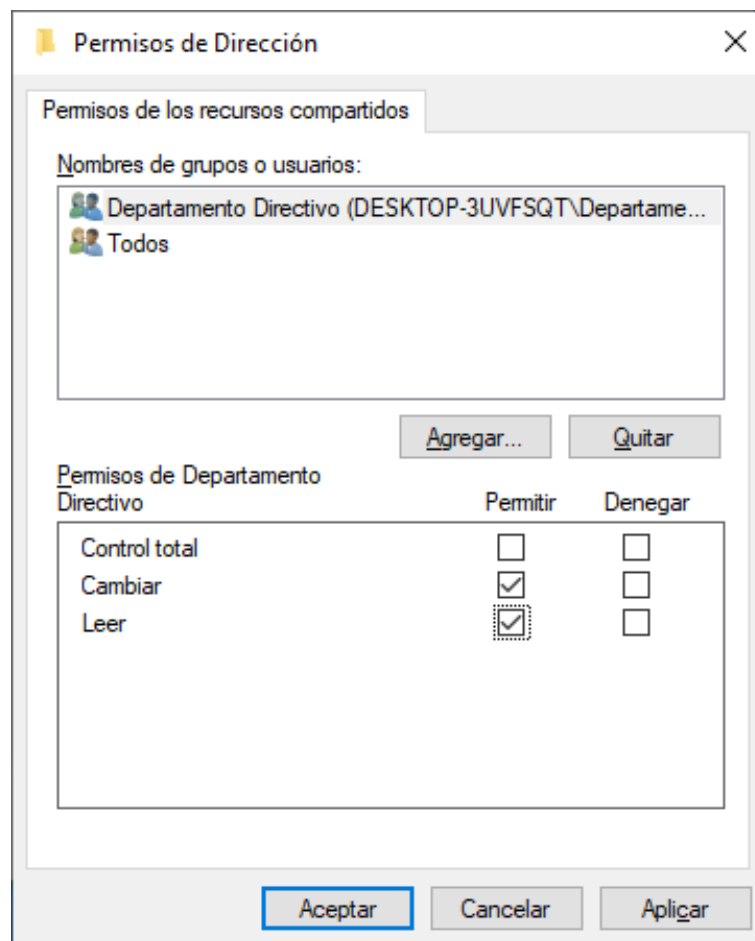 Permisos de Dirección
Permisos de los recursos compartidos
Nombres de grupos o usuarios:
Departamento Directivo (DESKTOP-3UVFSQT\Departame...
Todos
Agregar... Quitar
Permisos de Departamento
Directivo Permitir Denegar
Control total
Cambiar
Leer
Aceptar Cancelar Aplicar